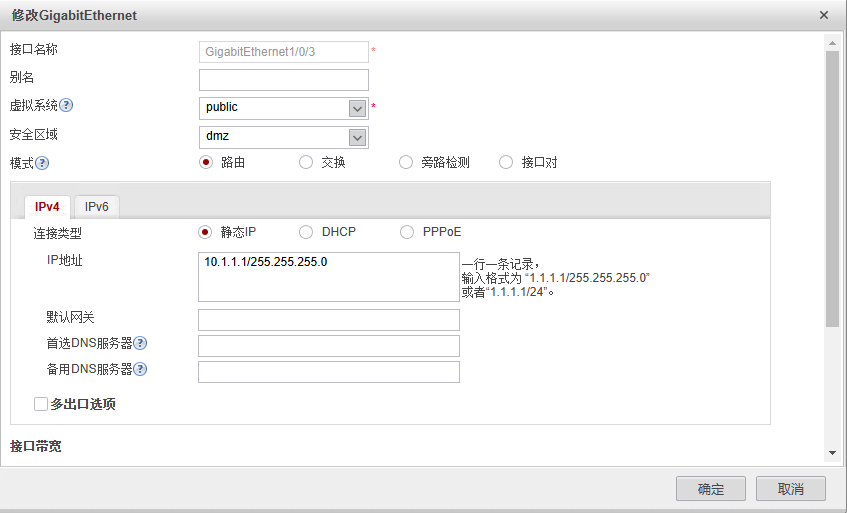 修改GigabitEthernet
接口名称 GigabitEthernet1/0/3 *
别名
虚拟系统 ? public *
安全区域 dmz
模式 ? 路由 交换 旁路检测 接口对
IPv4 IPv6
连接类型 静态IP DHCP PPPoE
IP地址 10.1.1.1/255.255.255.0 一行一条记录，
输入格式为 “1.1.1.1/255.255.255.0”
或者“1.1.1.1/24”。
默认网关
首选DNS服务器 ?
备用DNS服务器 ?
多出口选项
接口带宽
确定 取消